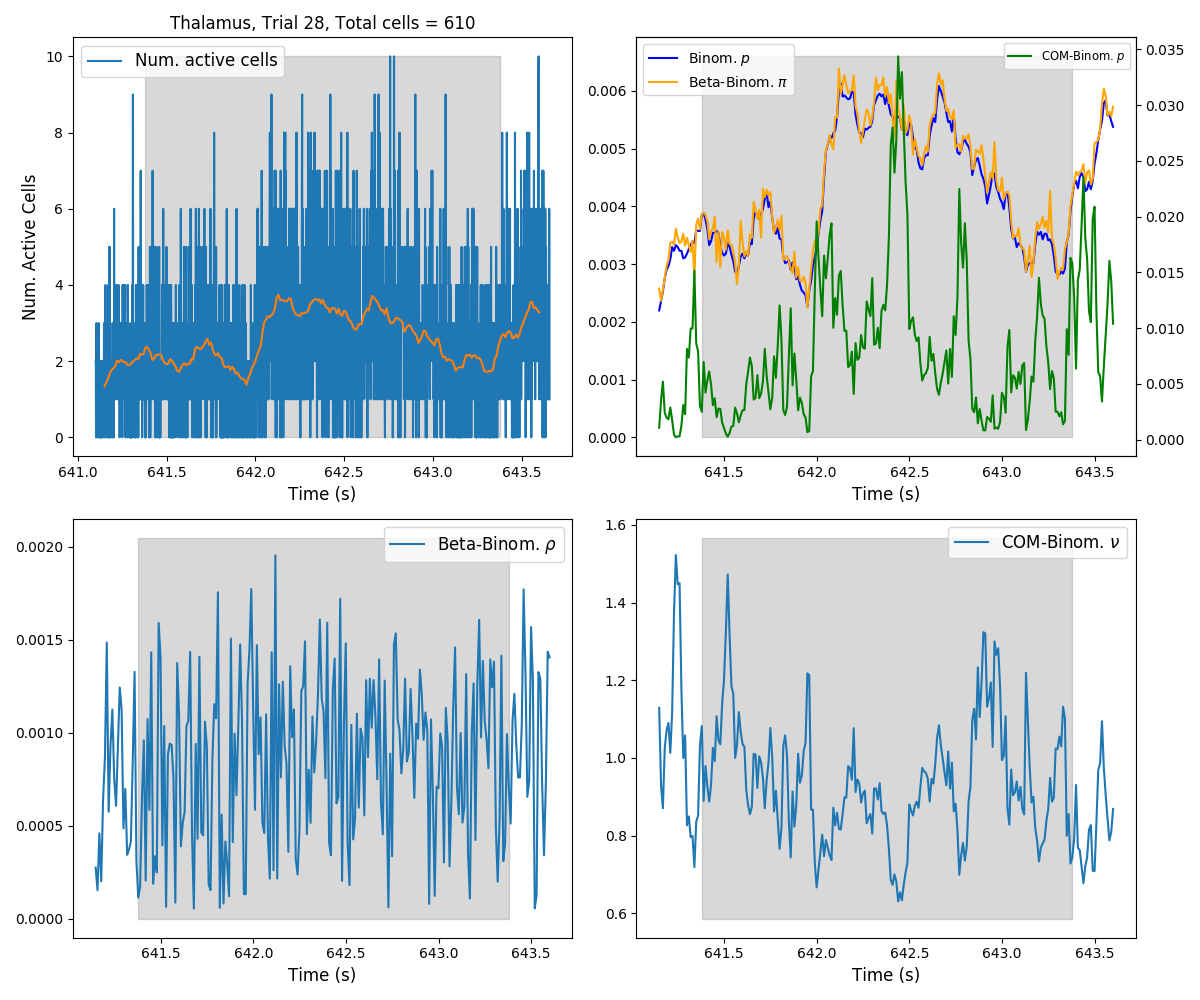 Thalamus, Trial 28, Total cells = 610
Num. active cells
Num. Active Cells
10
8
6
4
2
0
641.0 641.5 642.0 642.5 643.0 643.5
Time (s)
Binom. p
Beta-Binom. π
COM-Binom. p
0.006
0.005
0.004
0.003
0.002
0.001
0.000
0.035
0.030
0.025
0.020
0.015
0.010
0.005
0.000
641.5 642.0 642.5 643.0 643.5
Time (s)
Beta-Binom. ρ
0.0020
0.0015
0.0010
0.0005
0.0000
641.5 642.0 642.5 643.0 643.5
Time (s)
COM-Binom. ν
1.6
1.4
1.2
1.0
0.8
0.6
641.5 642.0 642.5 643.0 643.5
Time (s)